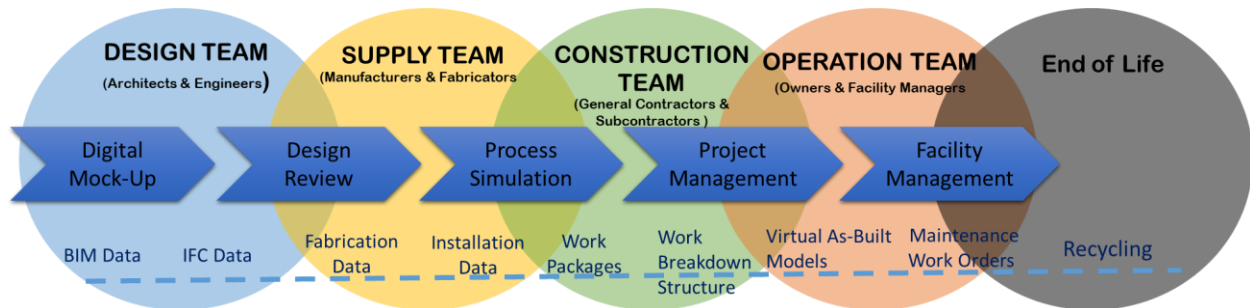 DESIGN TEAM
(Architects & Engineers)
SUPPLY TEAM
(Manufacturers & Fabricators
CONSTRUCTION
TEAM
(General Contractors &
Subcontractors )
OPERATION TEAM
(Owners & Facility Managers
End of Life
Digital
Mock-Up
Design
Review
Process
Simulation
Project
Management
Facility
Management
BIM Data
IFC Data
Fabrication
Data
Installation
Data
Work
Packages
Work
Breakdown
Structure
Virtual As-Built
Models
Maintenance
Work Orders
Recycling